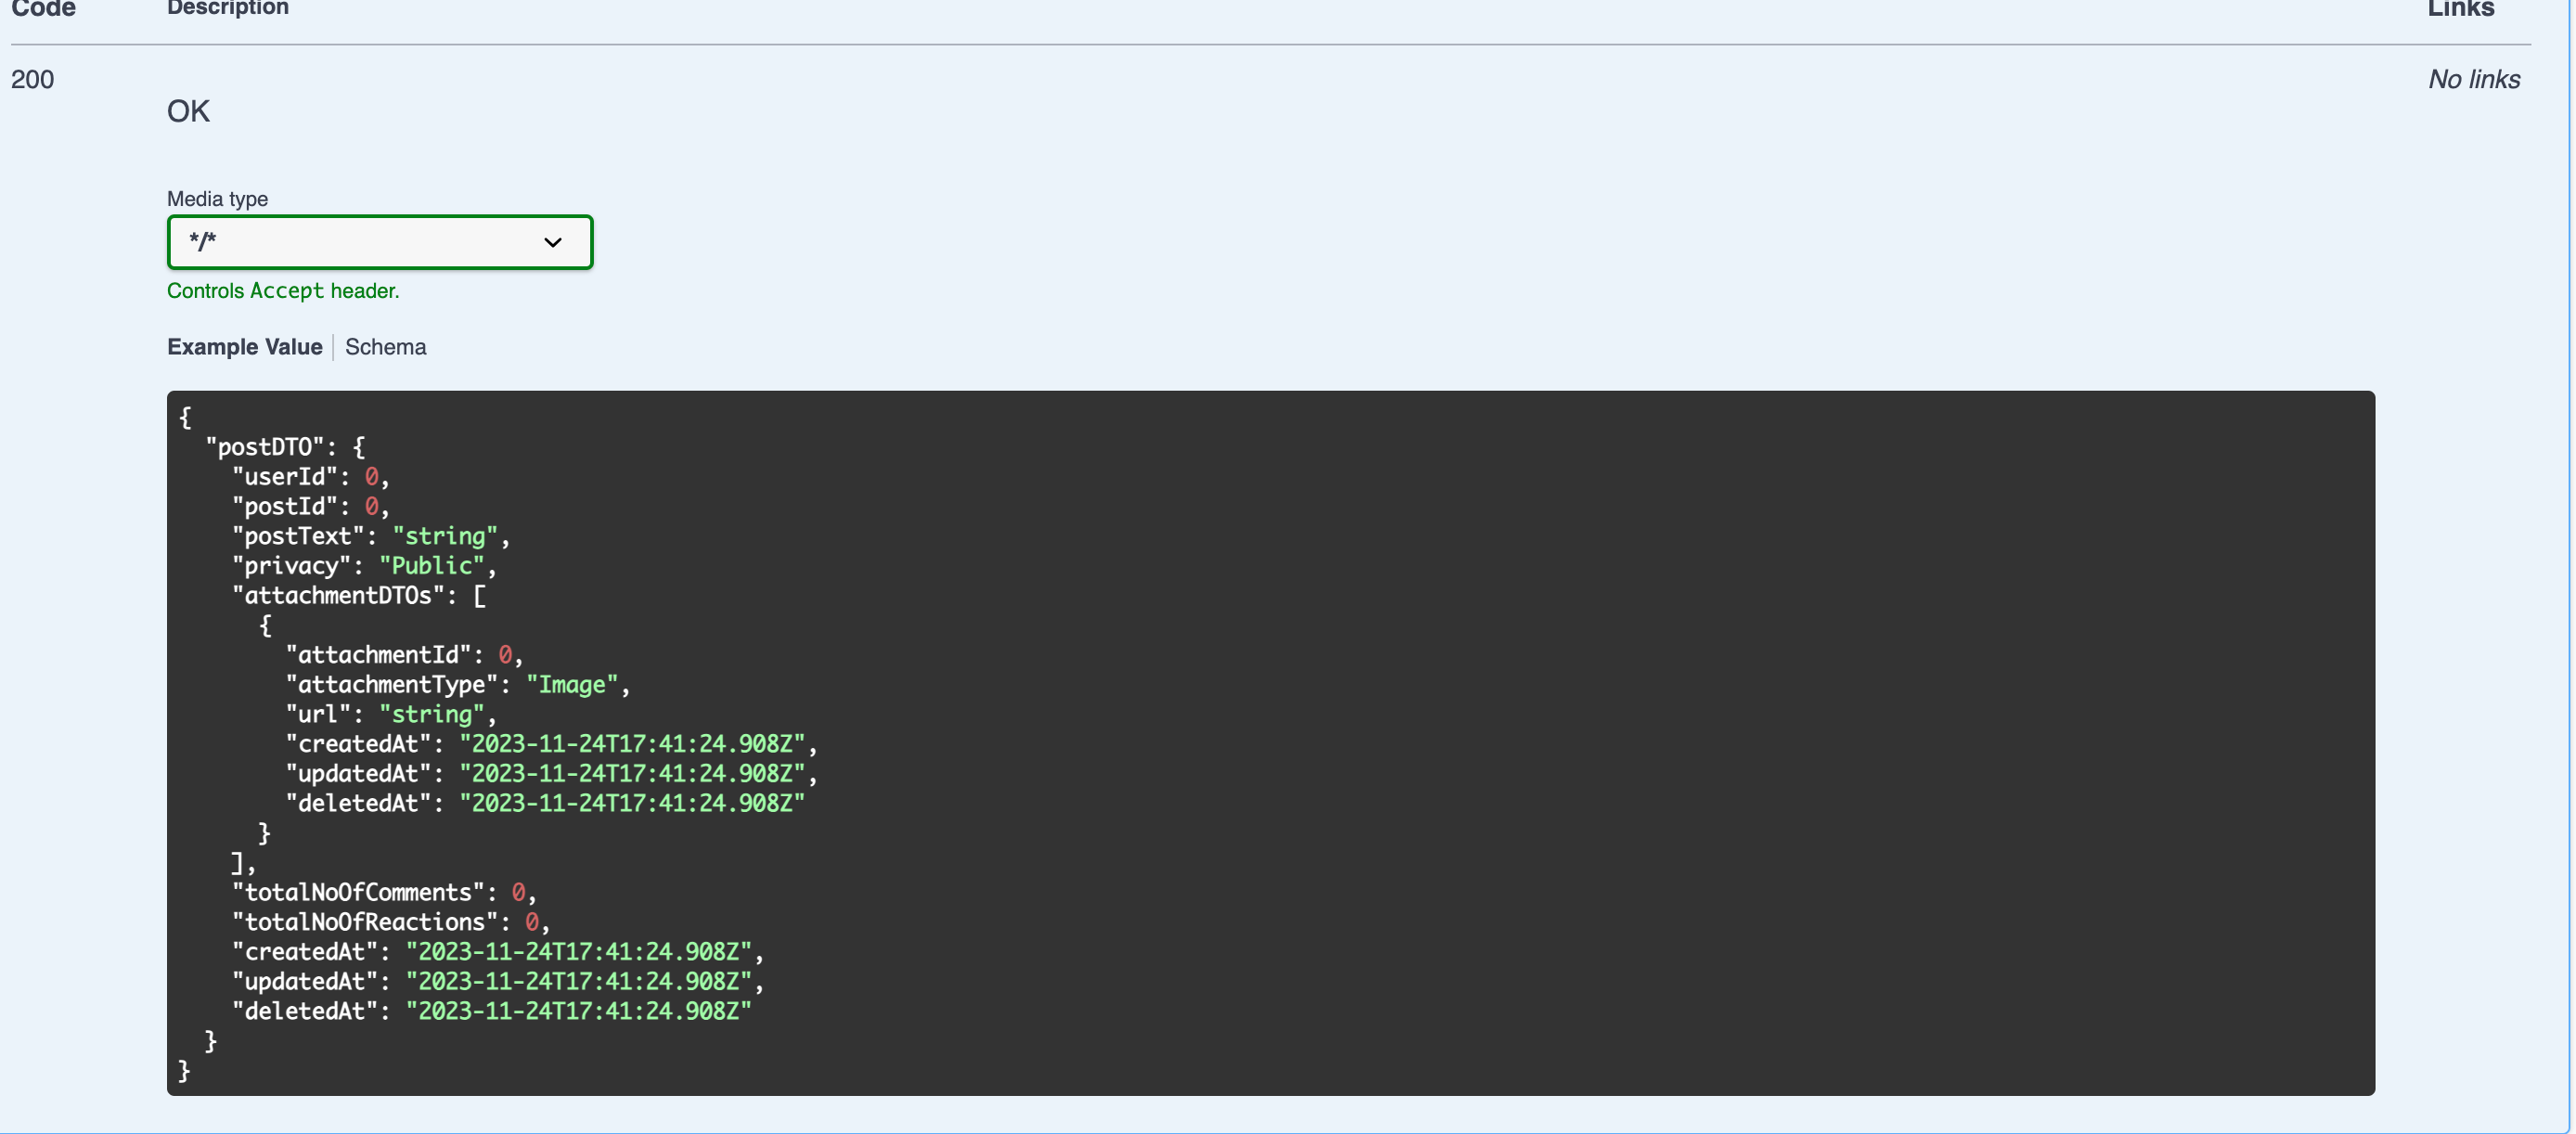 Code Description Links
200 No links
OK
Media type
*/*
Controls Accept header.
Example Value Schema
{
  "postDTO": {
    "userId": 0,
    "postId": 0,
    "postText": "string",
    "privacy": "Public",
    "attachmentDTOs": [
      {
        "attachmentId": 0,
        "attachmentType": "Image",
        "url": "string",
        "createdAt": "2023-11-24T17:41:24.908Z",
        "updatedAt": "2023-11-24T17:41:24.908Z",
        "deletedAt": "2023-11-24T17:41:24.908Z"
      }
    ],
    "totalNoOfComments": 0,
    "totalNoOfReactions": 0,
    "createdAt": "2023-11-24T17:41:24.908Z",
    "updatedAt": "2023-11-24T17:41:24.908Z",
    "deletedAt": "2023-11-24T17:41:24.908Z"
  }
}